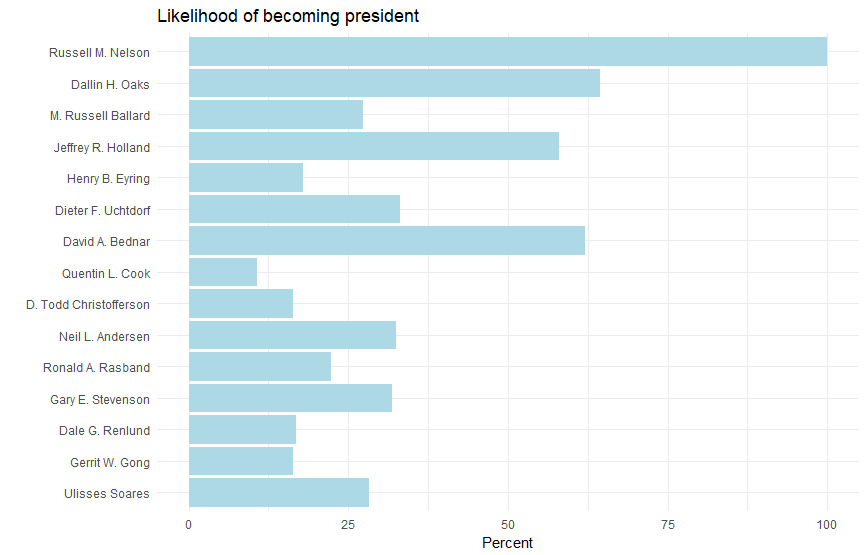 Likelihood of becoming president
Russell M. Nelson
Dallin H. Oaks
M. Russell Ballard
Jeffrey R. Holland
Henry B. Eyring
Dieter F. Uchtdorf
David A. Bednar
Quentin L. Cook
D. Todd Christofferson
Neil L. Andersen
Ronald A. Rasband
Gary E. Stevenson
Dale G. Renlund
Gerrit W. Gong
Ulisses Soares
0 25 50 75 100
Percent